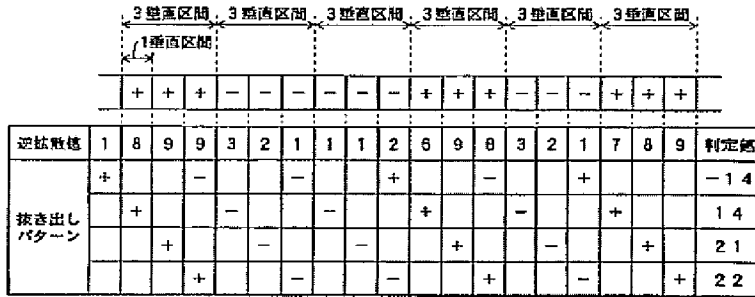 3垂直区間 3垂直区間 3垂直区間 3垂直区間 3垂直区間 3垂直区間
1垂直区間
+ + + − − − − − − + + + − − − + + +
逆拡散値 1 8 9 9 3 2 1 1 1 2 6 9 8 3 2 1 7 8 9 判定値
+ − − + − + −14
抜き出し
パターン
+ − − + − + 14
+ − − + − + 21
+ − − + − + 22